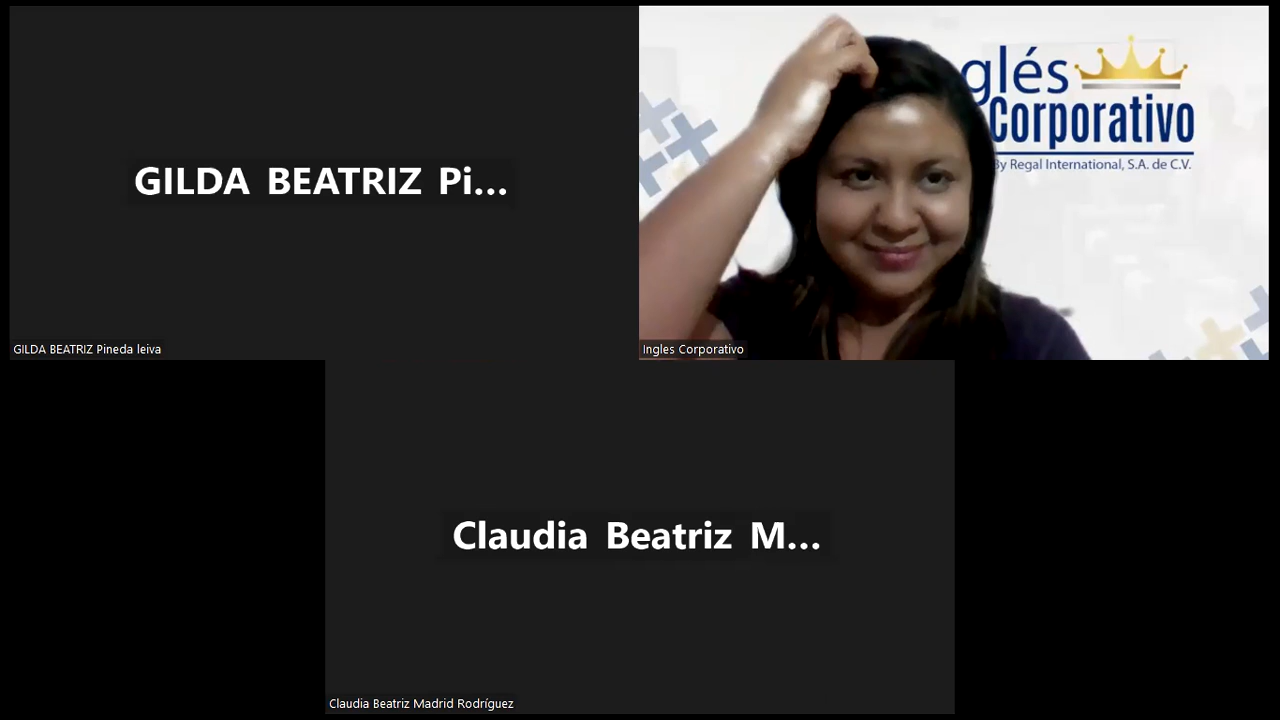 GILDA BEATRIZ Pi...
GILDA BEATRIZ Pineda leiva
glés
Corporativo
By Regal International, S.A. de C.V.
Ingles Corporativo
Claudia Beatriz M...
Claudia Beatriz Madrid Rodríguez